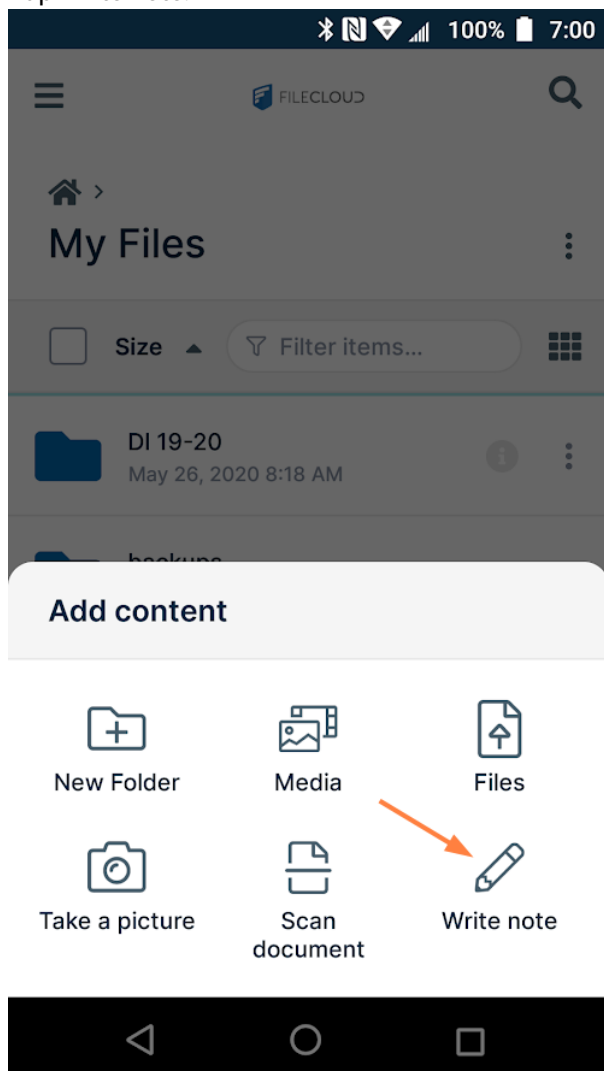 100% 7:00
FILECLOUD
My Files
Size Filter items...
DI 19-20
May 26, 2020 8:18 AM
backups
Add content
New Folder Media Files
Take a picture Scan document Write note